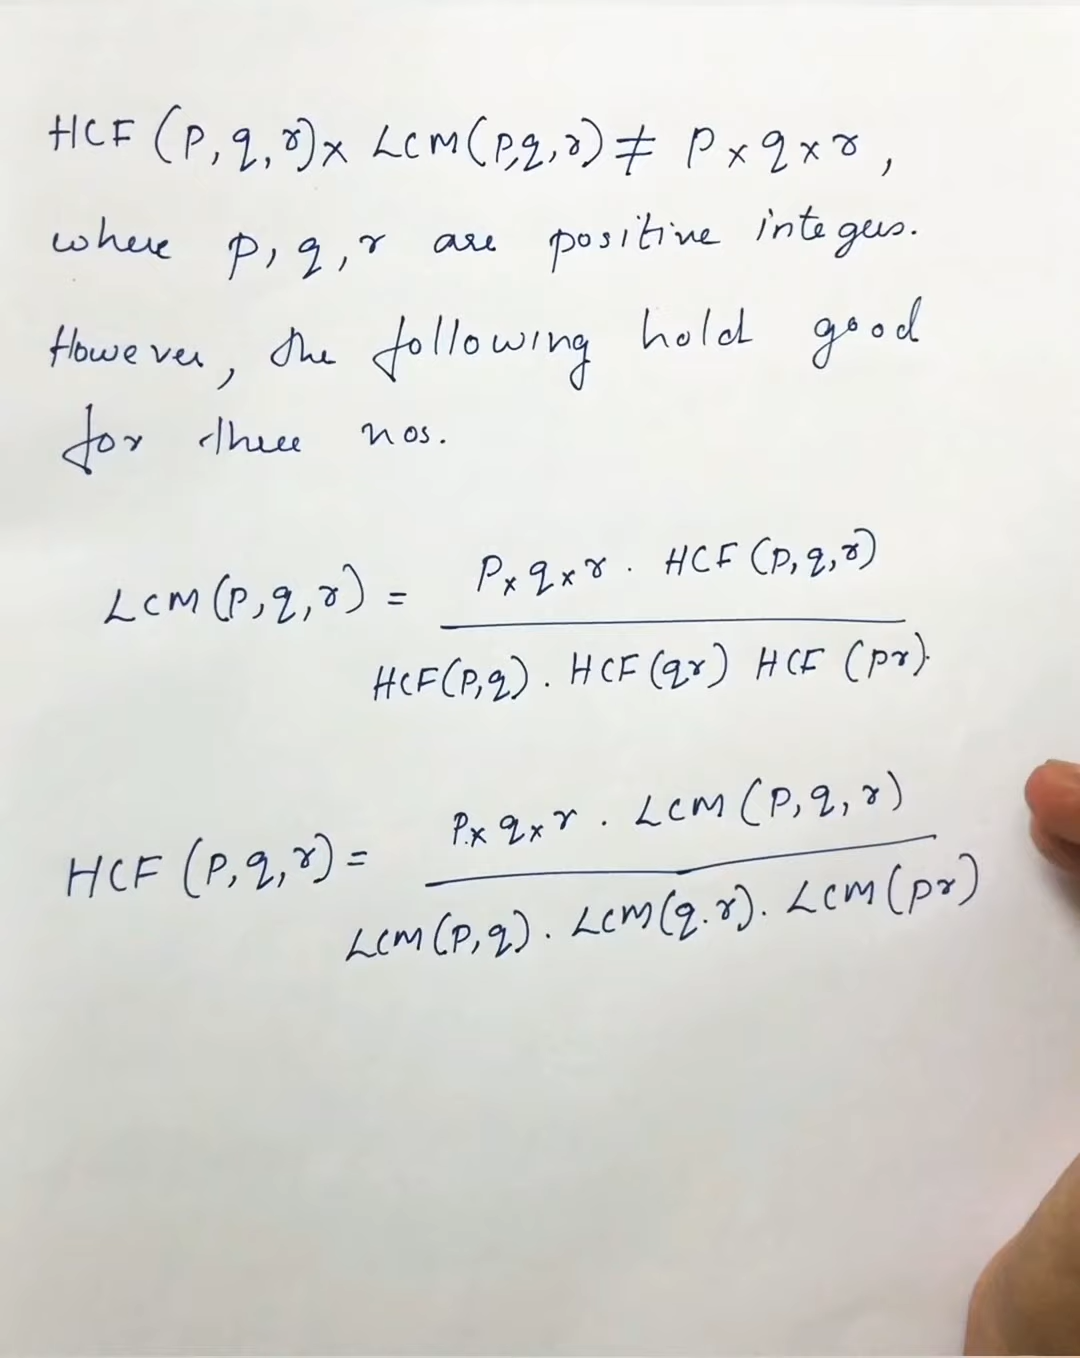 HCF (p, q, r) x LCM (p,q, r) ≠ P x q x r,
where p, q, r are positive integers.
However, the following hold good
for three nos.
LCM (p, q, r) = P x q x r . HCF (p, q, r)
HCF (p, q) . HCF (qr) HCF (pr).
HCF (p, q, r) = P. x q x r . LCM (p, q, r)
LCM (p, q) . LCM (q.r). LCM (pr)